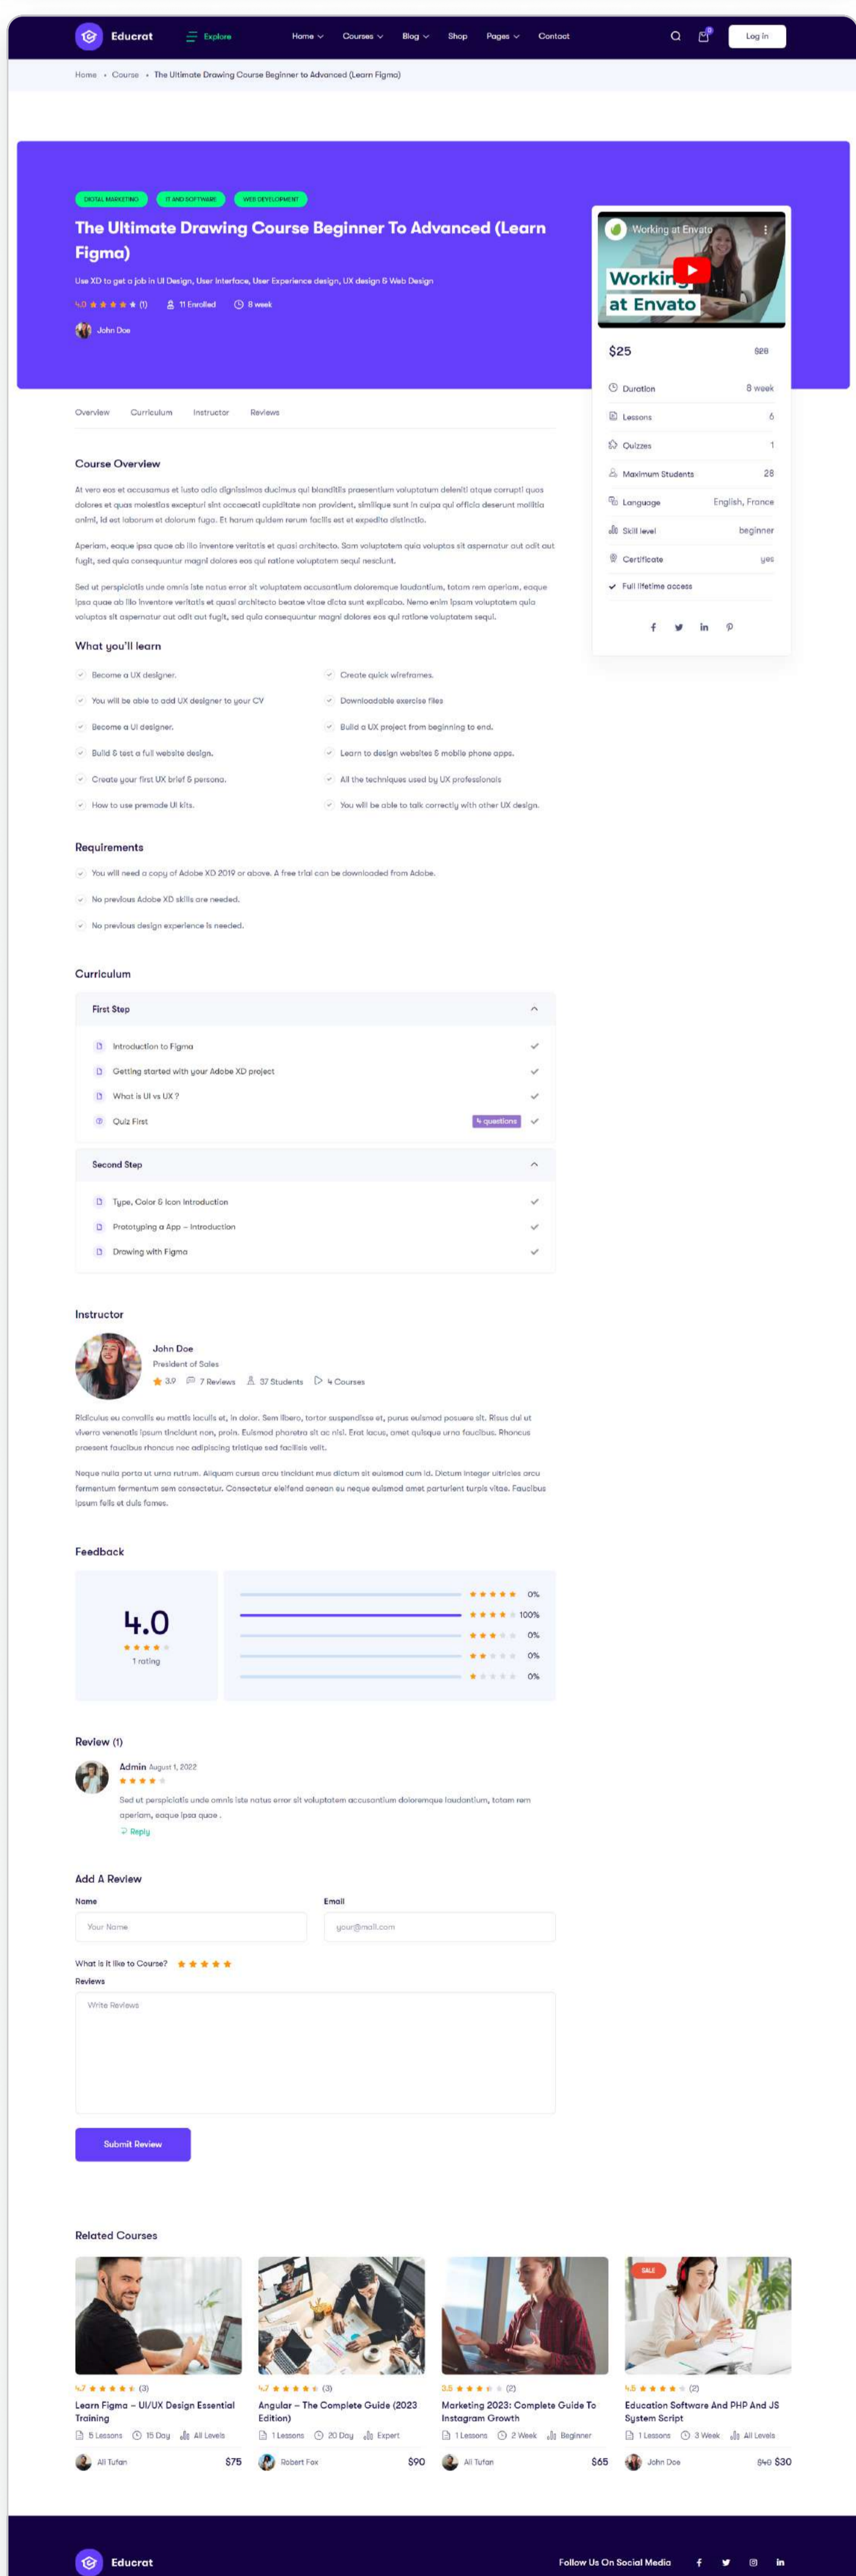 Educrat
Explore
Home
Courses
Blog
Shop
Pages
Contact
0
Log in
Home • Course • The Ultimate Drawing Course Beginner to Advanced (Learn Figma)
DIGITAL MARKETING
IT AND SOFTWARE
WEB DEVELOPMENT
The Ultimate Drawing Course Beginner To Advanced (Learn
Figma)
Use XD to get a job in UI Design, User Interface, User Experience design, UX design & Web Design
4.0 (1) 11 Enrolled 8 week
John Doe
Working at Envato
Working
at Envato
$25 $28
Duration 8 week
Lessons 6
Quizzes 1
Maximum Students 28
Language English, France
Skill level beginner
Certificate yes
Full lifetime access
Overview Curriculum Instructor Reviews
Course Overview
At vero eos et accusamus et iusto odio dignissimos ducimus qui blanditiis praesentium voluptatum deleniti atque corrupti quos
dolores et quas molestias excepturi sint occaecati cupiditate non provident, similique sunt in culpa qui officia deserunt mollitia
animi, id est laborum et dolorum fuga. Et harum quidem rerum facilis est et expedita distinctio.
Aperiam, eaque ipsa quae ab illo inventore veritatis et quasi architecto. Sam voluptatem quia voluptas sit aspernatur aut odit aut
fugit, sed quia consequuntur magni dolores eos qui ratione voluptatem sequi nesciunt.
Sed ut perspiciatis unde omnis iste natus error sit voluptatem accusantium doloremque laudantium, totam rem aperiam, eaque
ipsa quae ab illo inventore veritatis et quasi architecto beatae vitae dicta sunt explicabo. Nemo enim ipsam voluptatem quia
voluptas sit aspernatur aut odit aut fugit, sed quia consequuntur magni dolores eos qui ratione voluptatem sequi.
What you'll learn
Become a UX designer.
You will be able to add UX designer to your CV
Become a UI designer.
Build & test a full website design.
Create your first UX brief & persona.
How to use premade UI kits.
Create quick wireframes.
Downloadable exercise files
Build a UX project from beginning to end.
Learn to design websites & mobile phone apps.
All the techniques used by UX professionals
You will be able to talk correctly with other UX design.
Requirements
You will need a copy of Adobe XD 2019 or above. A free trial can be downloaded from Adobe.
No previous Adobe XD skills are needed.
No previous design experience is needed.
Curriculum
First Step
Introduction to Figma
Getting started with your Adobe XD project
What is UI vs UX ?
Quiz First 4 questions
Second Step
Type, Color & Icon Introduction
Prototyping a App – Introduction
Drawing with Figma
Instructor
John Doe
President of Sales
3.9 7 Reviews 37 Students 4 Courses
Ridiculus eu convallis eu mattis iaculis et, in dolor. Sem libero, tortor suspendisse et, purus euismod posuere sit. Risus dui ut
viverra venenatis ipsum tincidunt non, proin. Euismod pharetra sit ac nisi. Erat lacus, amet quisque urna faucibus. Rhoncus
praesent faucibus rhoncus nec adipiscing tristique sed facilisis velit.
Neque nulla porta ut urna rutrum. Aliquam cursus arcu tincidunt mus dictum sit euismod cum id. Dictum integer ultricies arcu
fermentum fermentum sem consectetur. Consectetur eleifend aenean eu neque euismod amet parturient turpis vitae. Faucibus
ipsum felis et duis fames.
Feedback
4.0
1 rating
0%
100%
0%
0%
0%
Review (1)
Admin August 1, 2022
Sed ut perspiciatis unde omnis iste natus error sit voluptatem accusantium doloremque laudantium, totam rem
aperiam, eaque ipsa quae .
Reply
Add A Review
Name
Your Name
Email
your@mail.com
What is it like to Course?
Reviews
Write Reviews
Submit Review
Related Courses
4.7 (3)
Learn Figma – UI/UX Design Essential
Training
5 Lessons 15 Day All Levels
Ali Tufan $75
4.7 (3)
Angular – The Complete Guide (2023
Edition)
1 Lessons 20 Day Expert
Robert Fox $90
3.5 (2)
Marketing 2023: Complete Guide To
Instagram Growth
1 Lessons 2 Week Beginner
Ali Tufan $65
SALE
4.5 (2)
Education Software And PHP And JS
System Script
1 Lessons 3 Week All Levels
John Doe $40 $30
Educrat
Follow Us On Social Media